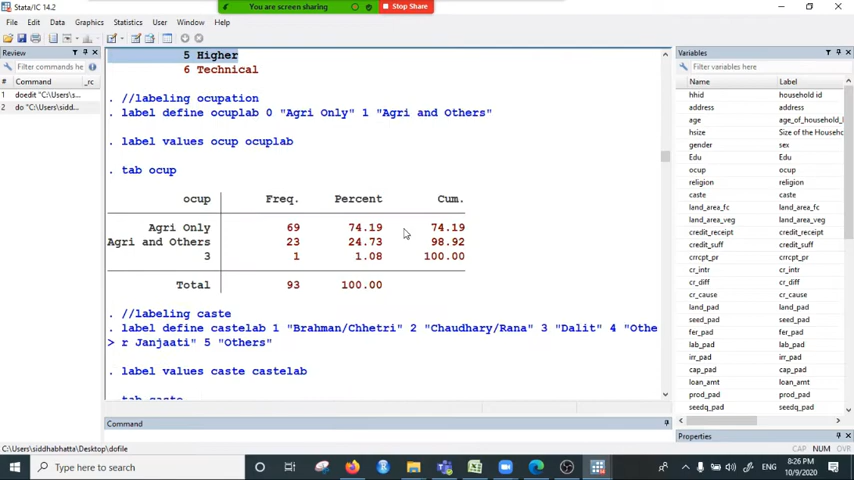 Stata/IC 14.2
You are screen sharing
Stop Share
File Edit Data Graphics Statistics User Window Help
Review
Filter commands he
# Command _rc
1 doedit "C:\Users\s...
2 do "C:\Users\sidd...
5 Higher
6 Technical
. //labeling ocupation
. label define ocuplab 0 "Agri Only" 1 "Agri and Others"
. label values ocup ocuplab
. tab ocup
ocup Freq. Percent Cum.
Agri Only 69 74.19 74.19
Agri and Others 23 24.73 98.92
3 1 1.08 100.00
Total 93 100.00
. //labeling caste
. label define castelab 1 "Brahman/Chhetri" 2 "Chaudhary/Rana" 3 "Dalit" 4 "Othe
> r Janjaati" 5 "Others"
. label values caste castelab
. tab caste
Command
Variables
Filter variables here
Name Label
hhid household id
address address
age age_of_household_h
hsize Size of the Househo
gender sex
Edu Edu
ocup ocup
religion religion
caste caste
land_area_fc land_area_fc
land_area_veg land_area_veg
credit_receipt credit_receipt
credit_suff credit_suff
crrcpt_pr crrcpt_pr
cr_intr cr_intr
cr_diff cr_diff
cr_cause cr_cause
land_pad land_pad
seed_pad seed_pad
fer_pad fer_pad
lab_pad lab_pad
irr_pad irr_pad
cap_pad cap_pad
loan_amt loan_amt
prod_pad prod_pad
seedq_pad seedq_pad
Properties
C:\Users\siddhabhatta\Desktop\dofile
CAP NUM OVR
Type here to search
ENG
8:26 PM
10/9/2020